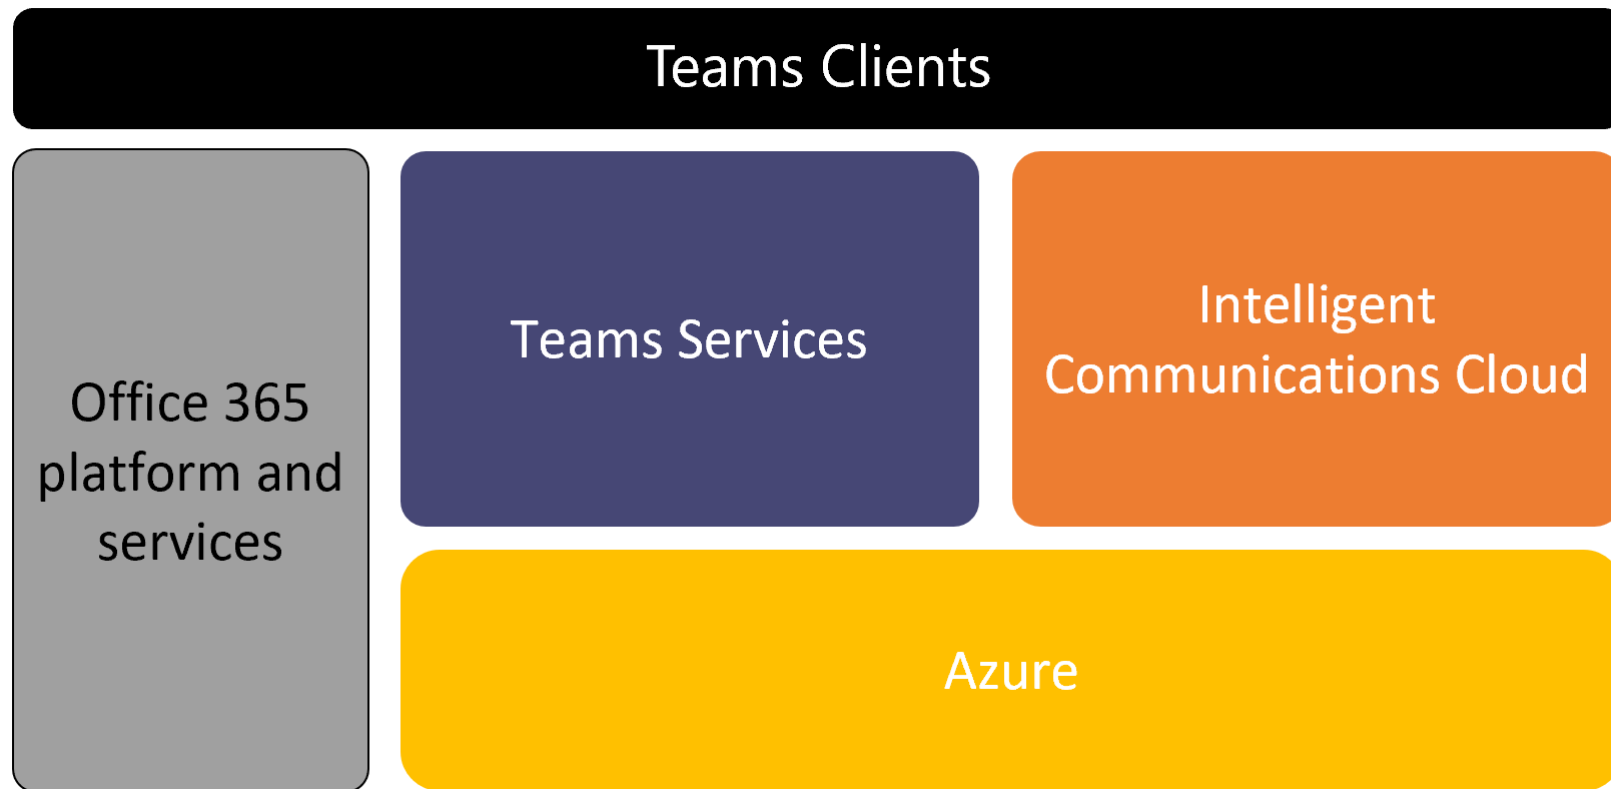 Teams Clients
Office 365
platform and
services
Teams Services
Intelligent
Communications Cloud
Azure